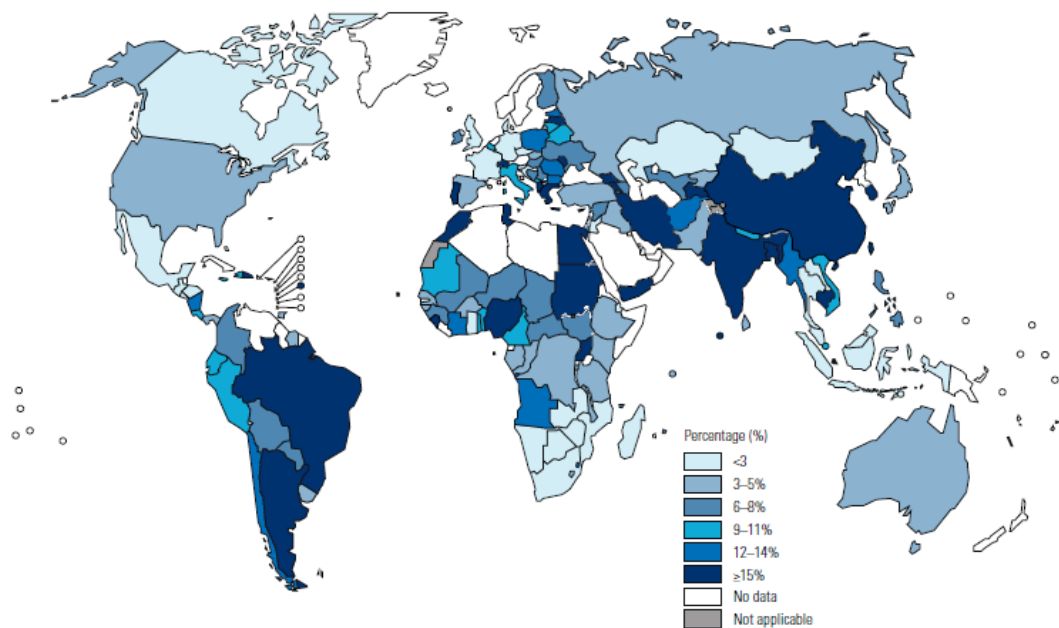 Percentage (%)
<3
3–5%
6–8%
9–11%
12–14%
≥15%
No data
Not applicable